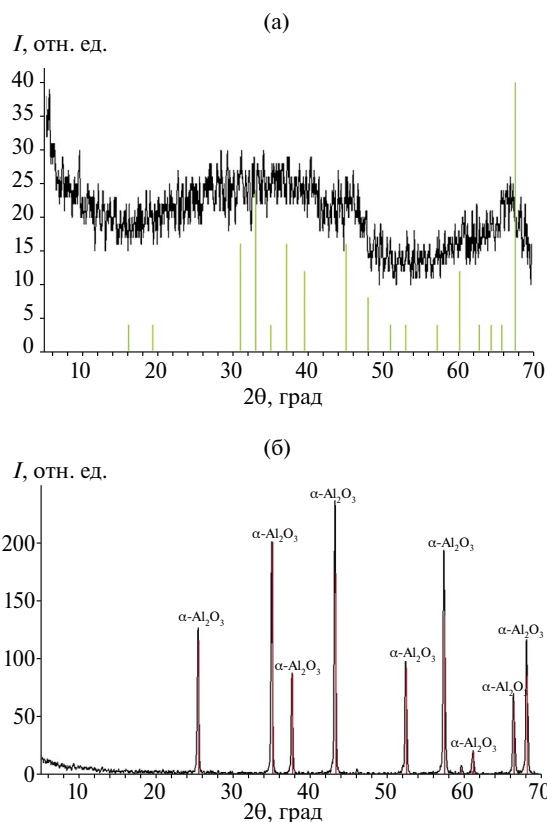 (а)
I, отн. ед.
40
35
30
25
20
15
10
5
0
10 20 30 40 50 60 70
2θ, град
(б)
I, отн. ед.
α-Al₂O₃
α-Al₂O₃
α-Al₂O₃
200
α-Al₂O₃
α-Al₂O₃
150
α-Al₂O₃
α-Al₂O₃
100
α-Al₂O₃
50
α-Al₂O₃
0
10 20 30 40 50 60 70
2θ, град